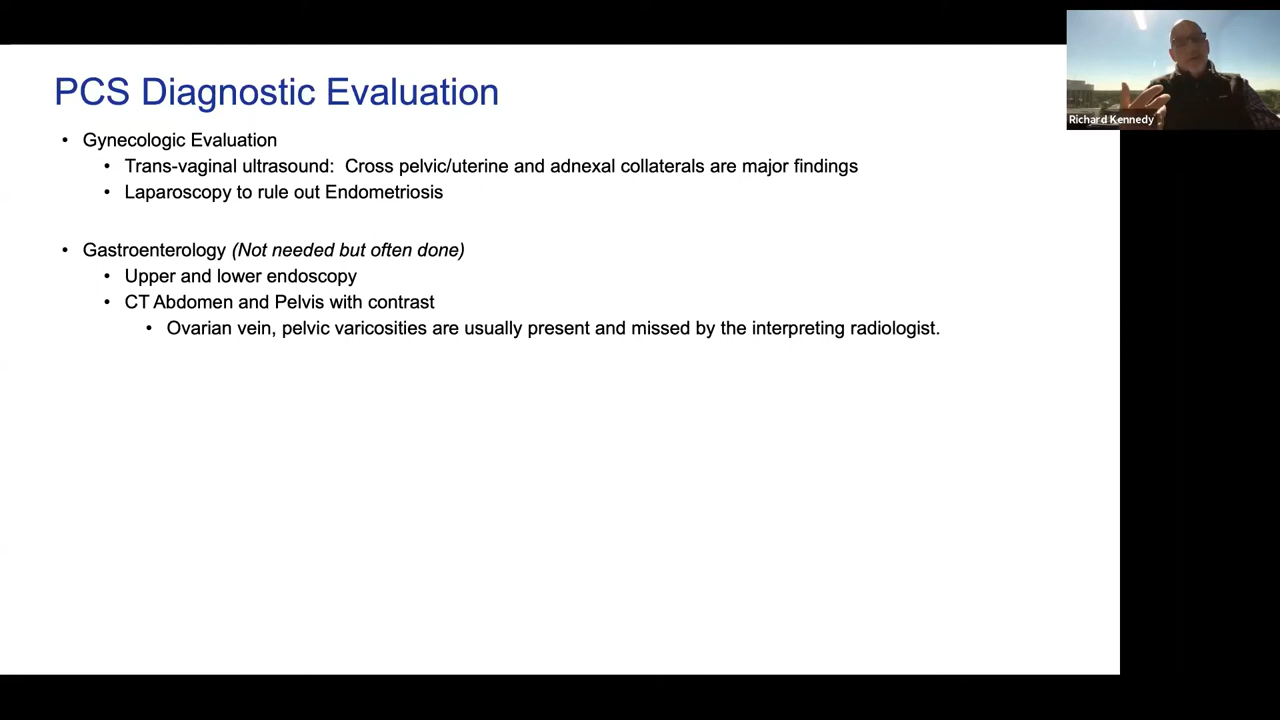 PCS Diagnostic Evaluation
• Gynecologic Evaluation
• Trans-vaginal ultrasound: Cross pelvic/uterine and adnexal collaterals are major findings
• Laparoscopy to rule out Endometriosis
• Gastroenterology (Not needed but often done)
• Upper and lower endoscopy
• CT Abdomen and Pelvis with contrast
• Ovarian vein, pelvic varicosities are usually present and missed by the interpreting radiologist.
Richard Kennedy